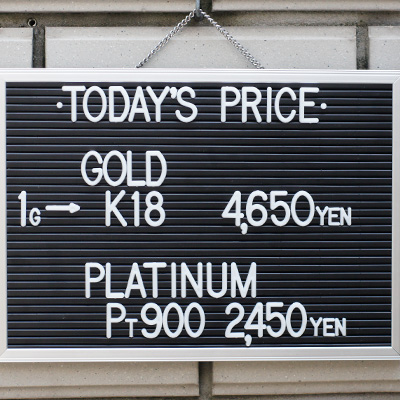 ·TODAY'S PRICE·
GOLD
1G→ K18 4,650YEN
PLATINUM
PT900 2,450YEN